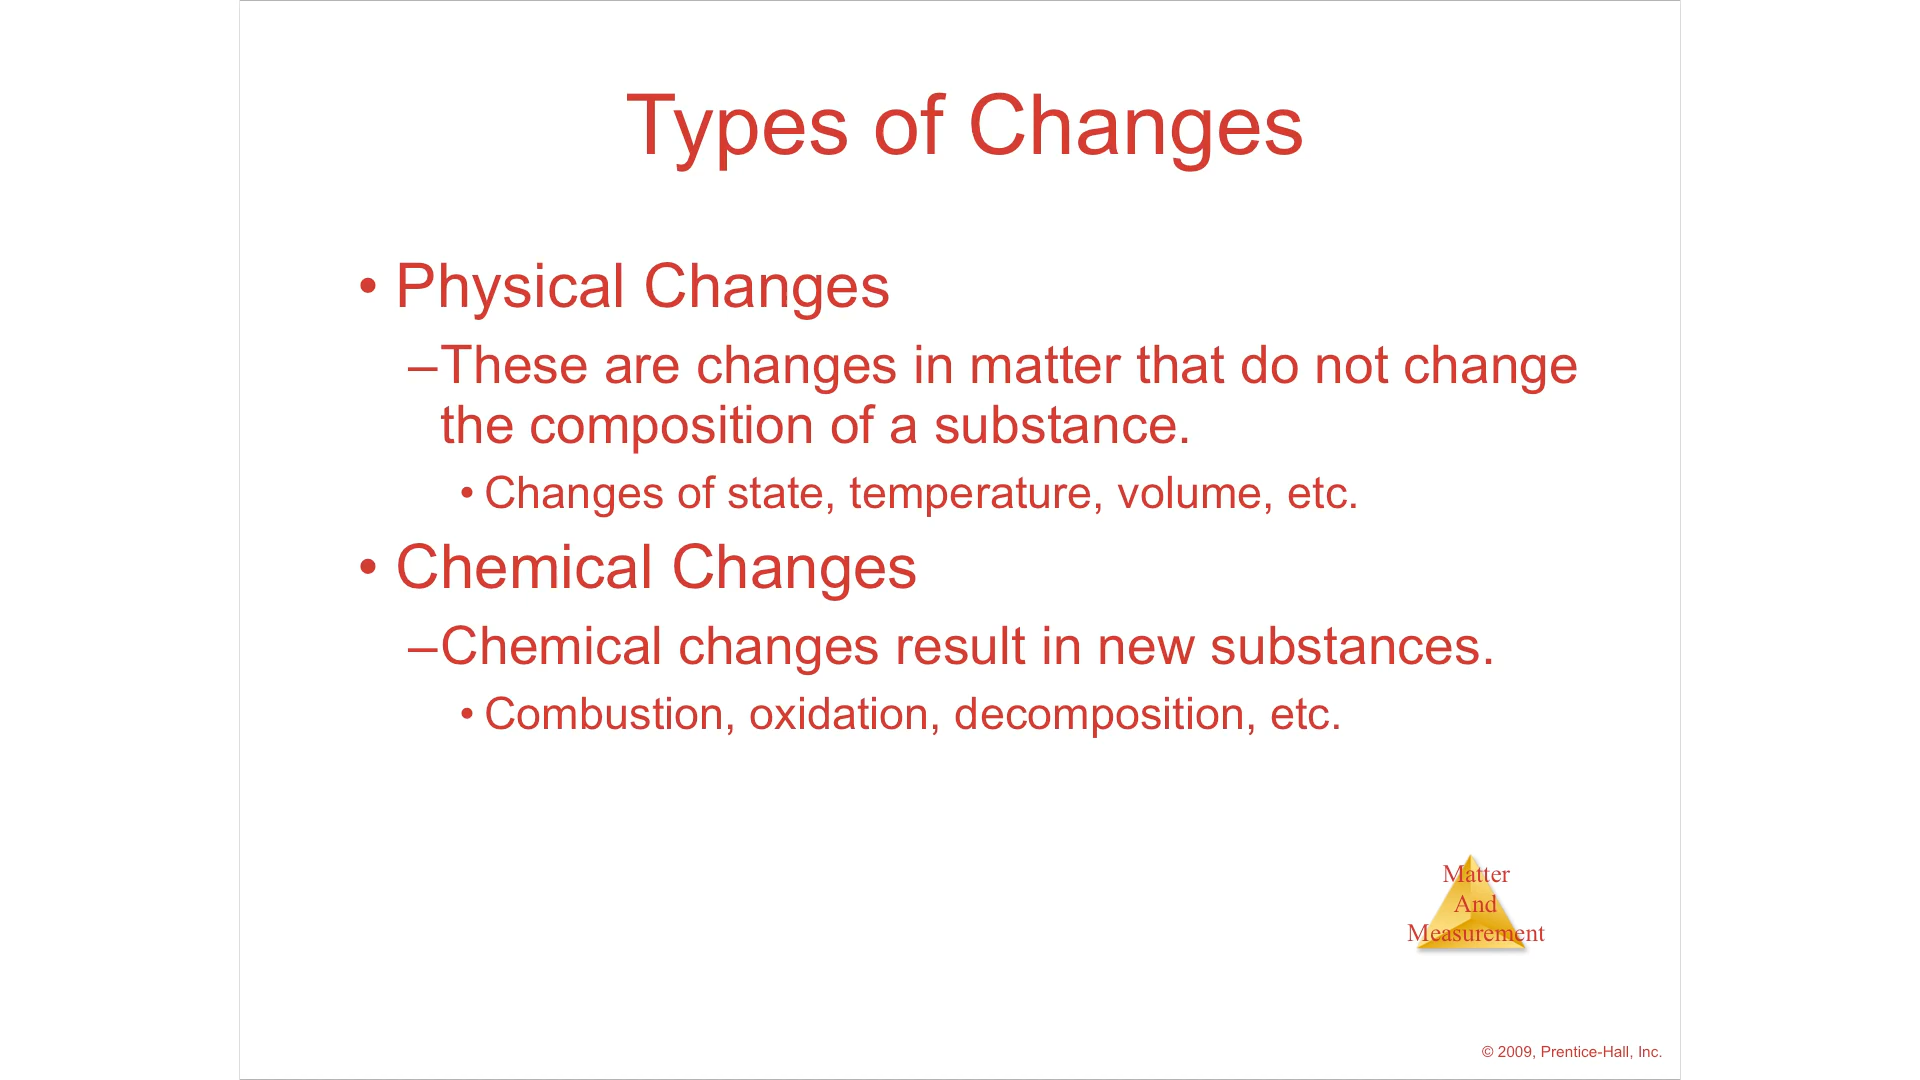 Types of Changes
• Physical Changes
–These are changes in matter that do not change
the composition of a substance.
• Changes of state, temperature, volume, etc.
• Chemical Changes
–Chemical changes result in new substances.
• Combustion, oxidation, decomposition, etc.
Matter
And
Measurement
© 2009, Prentice-Hall, Inc.